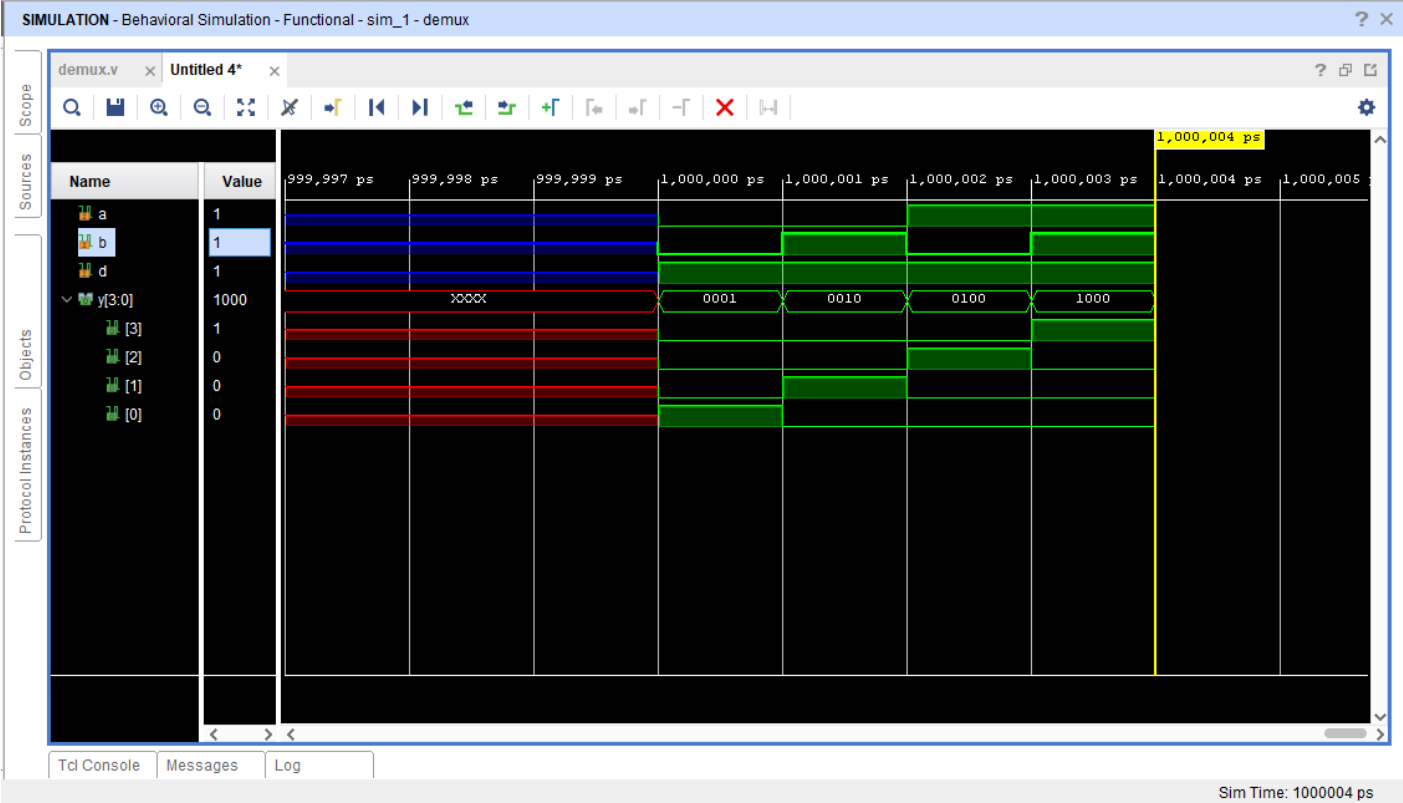 SIMULATION - Behavioral Simulation - Functional - sim_1 - demux
demux.v
Untitled 4*
Scope
Sources
Objects
Protocol Instances
1,000,004 ps
Name Value
999,997 ps 999,998 ps 999,999 ps 1,000,000 ps 1,000,001 ps 1,000,002 ps 1,000,003 ps 1,000,004 ps 1,000,005
a 1
b 1
d 1
y[3:0] 1000 XXXX 0001 0010 0100 1000
[3] 1
[2] 0
[1] 0
[0] 0
Tcl Console Messages Log
Sim Time: 1000004 ps